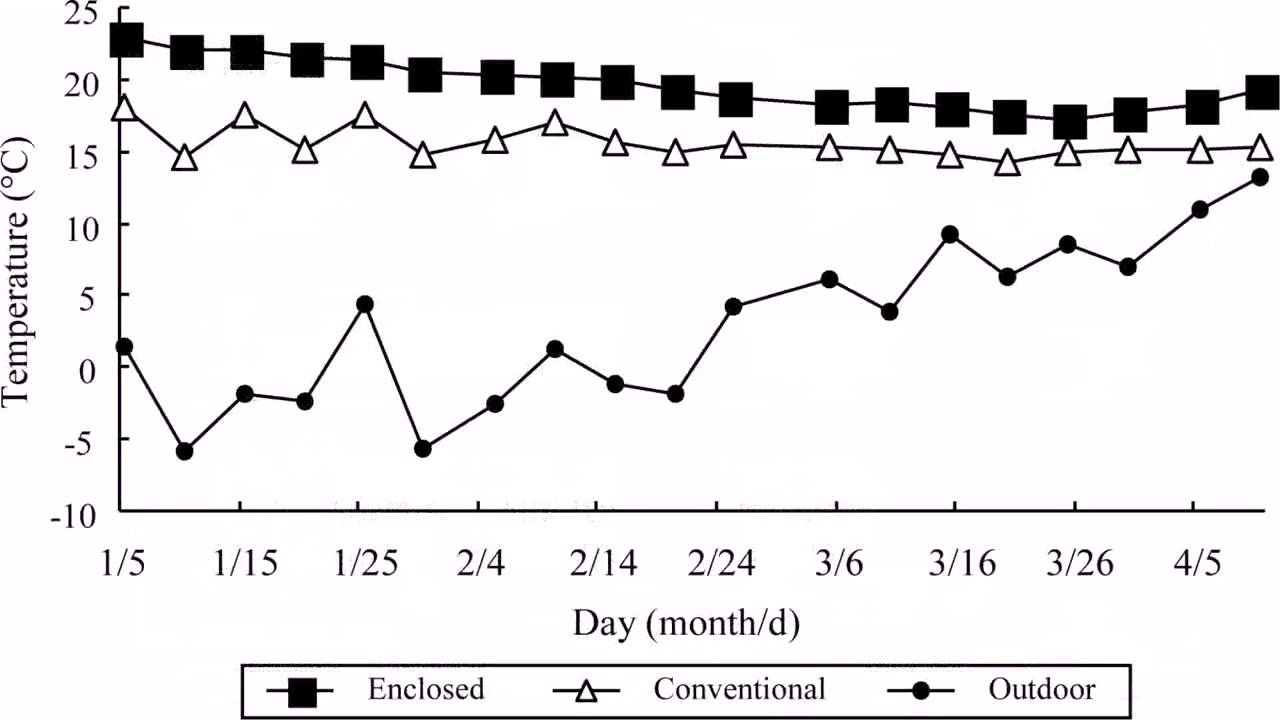 25
20
15
10
5
0
-5
-10
Temperature (°C)
1/5 1/15 1/25 2/4 2/14 2/24 3/6 3/16 3/26 4/5
Day (month/d)
Enclosed Conventional Outdoor